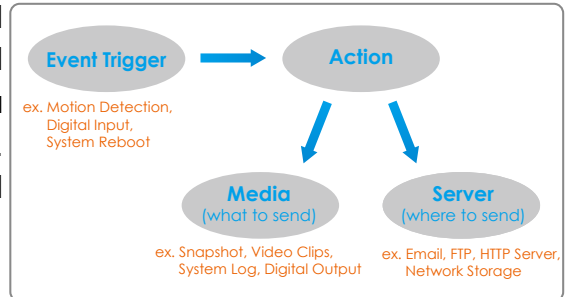 Event Trigger
Action
ex. Motion Detection,
Digital Input,
System Reboot
Media
(what to send)
Server
(where to send)
ex. Snapshot, Video Clips,
System Log, Digital Output
ex. Email, FTP, HTTP Server,
Network Storage